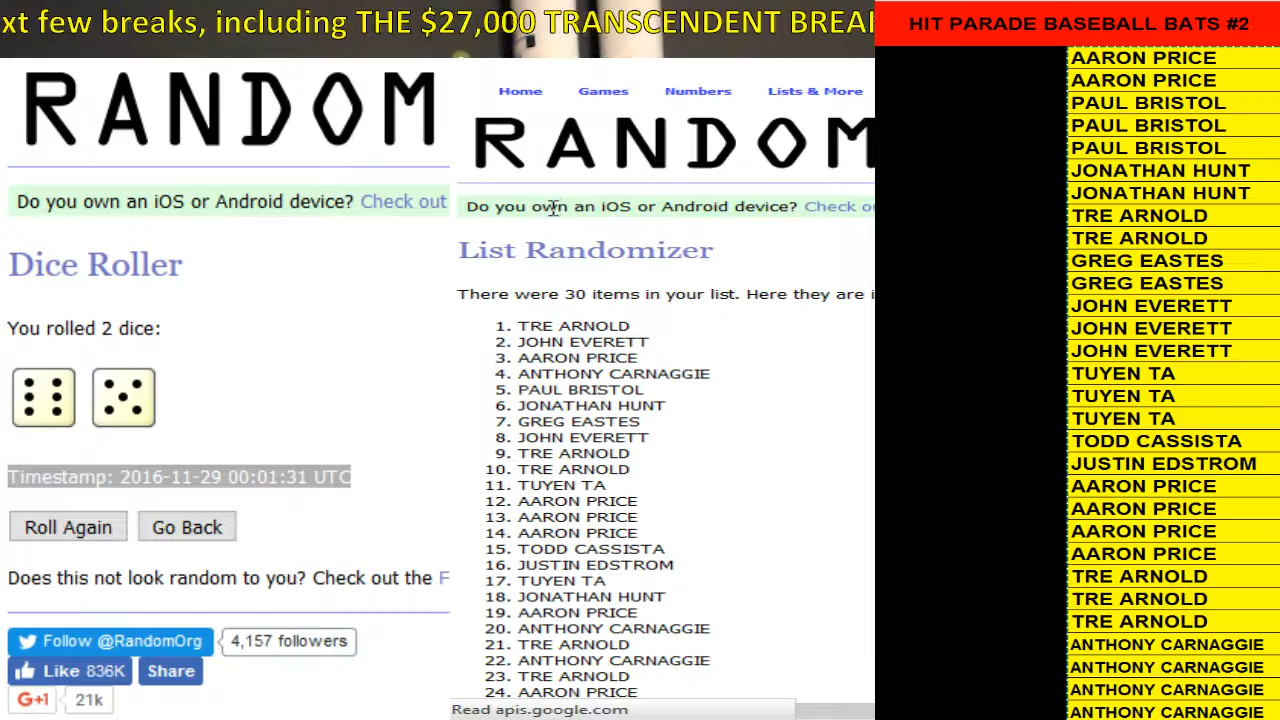 xt few breaks, including THE $27,000 TRANSCENDENT BREAK
RANDOM
Do you own an iOS or Android device? Check out
Dice Roller
You rolled 2 dice:
Timestamp: 2016-11-29 00:01:31 UTC
Roll Again
Go Back
Does this not look random to you? Check out the F
Follow @RandomOrg
4,157 followers
Like 836K
Share
G+1
21k
Home
Games
Numbers
Lists & More
RANDOM
Do you own an iOS or Android device? Check ou
List Randomizer
There were 30 items in your list. Here they are i
1. TRE ARNOLD
2. JOHN EVERETT
3. AARON PRICE
4. ANTHONY CARNAGGIE
5. PAUL BRISTOL
6. JONATHAN HUNT
7. GREG EASTES
8. JOHN EVERETT
9. TRE ARNOLD
10. TRE ARNOLD
11. TUYEN TA
12. AARON PRICE
13. AARON PRICE
14. AARON PRICE
15. TODD CASSISTA
16. JUSTIN EDSTROM
17. TUYEN TA
18. JONATHAN HUNT
19. AARON PRICE
20. ANTHONY CARNAGGIE
21. TRE ARNOLD
22. ANTHONY CARNAGGIE
23. TRE ARNOLD
24. AARON PRICE
Read apis.google.com
HIT PARADE BASEBALL BATS #2
AARON PRICE
AARON PRICE
PAUL BRISTOL
PAUL BRISTOL
PAUL BRISTOL
JONATHAN HUNT
JONATHAN HUNT
TRE ARNOLD
TRE ARNOLD
GREG EASTES
GREG EASTES
JOHN EVERETT
JOHN EVERETT
JOHN EVERETT
TUYEN TA
TUYEN TA
TUYEN TA
TODD CASSISTA
JUSTIN EDSTROM
AARON PRICE
AARON PRICE
AARON PRICE
AARON PRICE
TRE ARNOLD
TRE ARNOLD
TRE ARNOLD
ANTHONY CARNAGGIE
ANTHONY CARNAGGIE
ANTHONY CARNAGGIE
ANTHONY CARNAGGIE